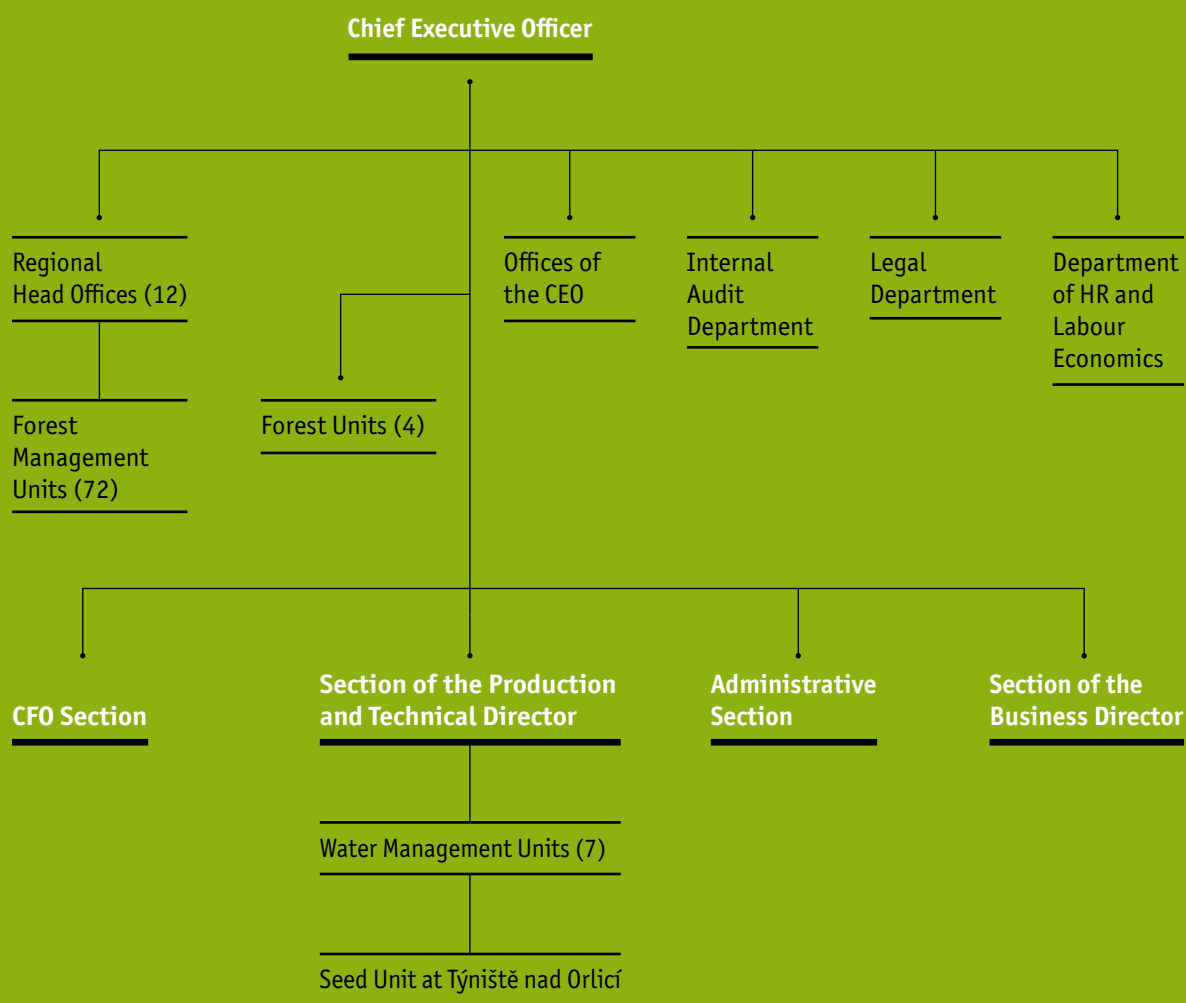 Chief Executive Officer
Regional
Head Offices (12)
Offices of
the CEO
Internal
Audit
Department
Legal
Department
Department
of HR and
Labour
Economics
Forest
Management
Units (72)
Forest Units (4)
CFO Section
Section of the Production
and Technical Director
Administrative
Section
Section of the
Business Director
Water Management Units (7)
Seed Unit at Týniště nad Orlicí